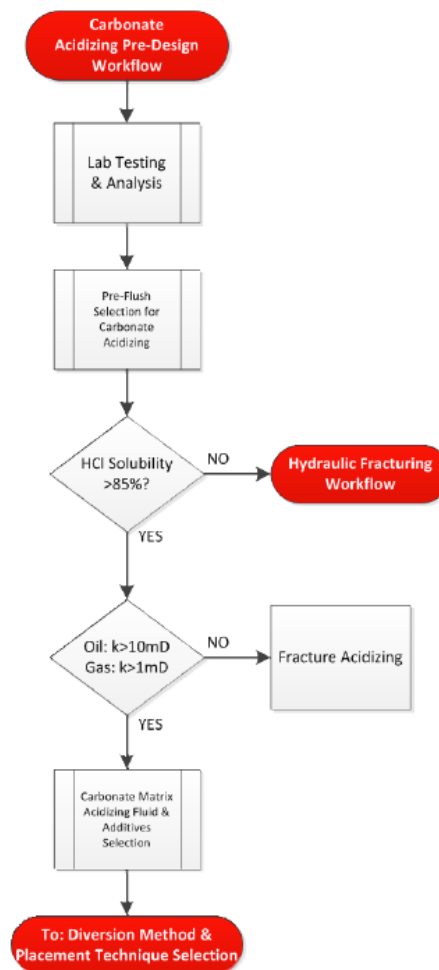 Carbonate
Acidizing Pre-Design
Workflow
Lab Testing
& Analysis
Pre-Flush
Selection for
Carbonate
Acidizing
HCl Solubility
>85%?
NO
Hydraulic Fracturing
Workflow
YES
Oil: k>10mD
Gas: k>1mD
NO
Fracture Acidizing
YES
Carbonate Matrix
Acidizing Fluid &
Additives
Selection
To: Diversion Method &
Placement Technique Selection